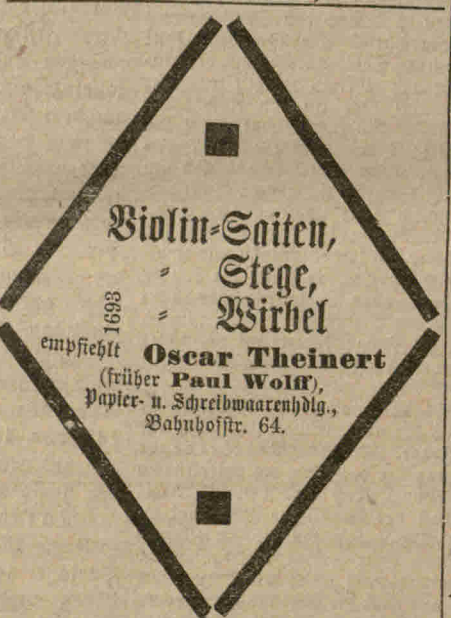 Violin-Saiten,
" Stege,
" Wirbel
1693
empfiehlt Oscar Theinert
(früher Paul Wolff),
Papier- u. Schreibwaarenhdlg.,
Bahnhofstr. 64.